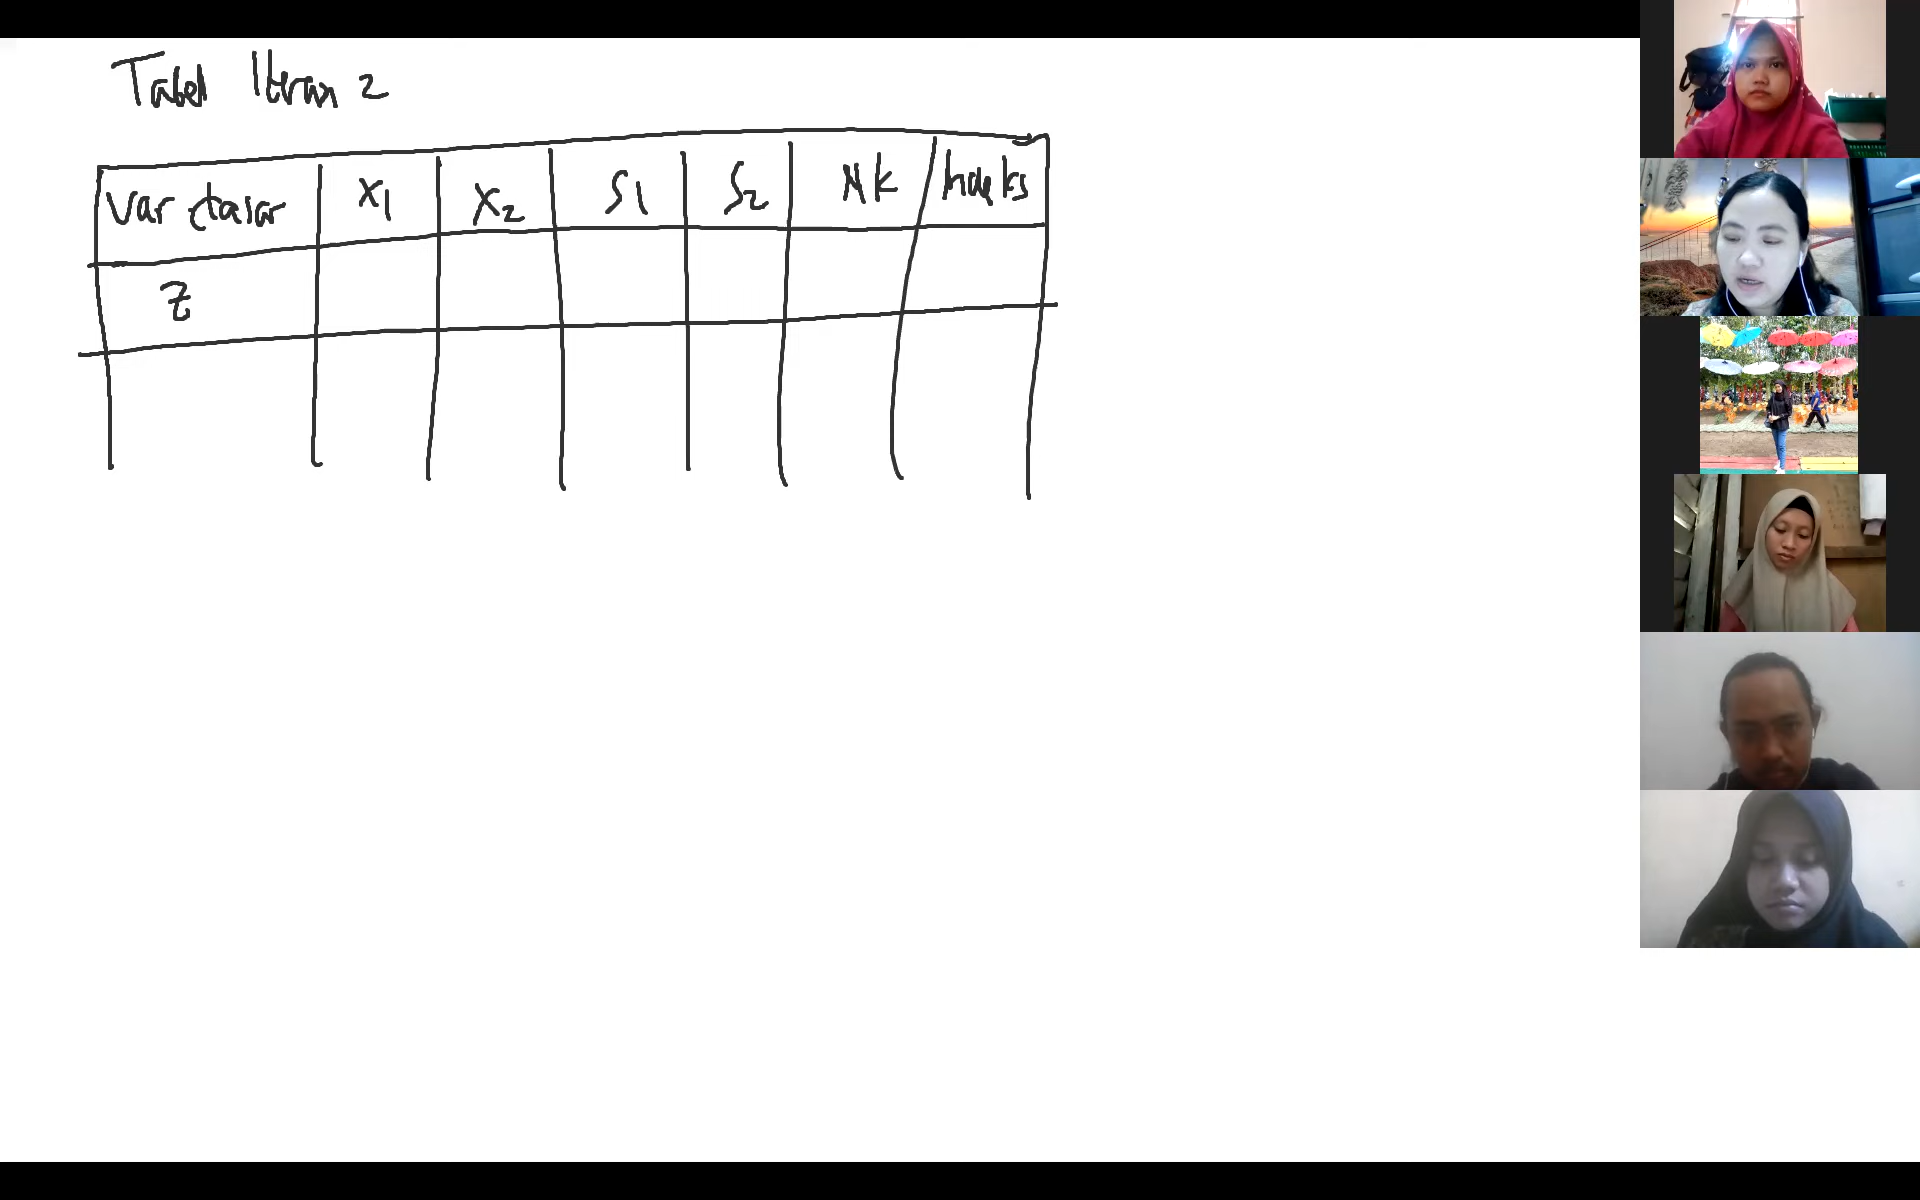 Tabel Iterasi 2
Var dasar X₁ X₂ S₁ S₂ NK Indeks
Z